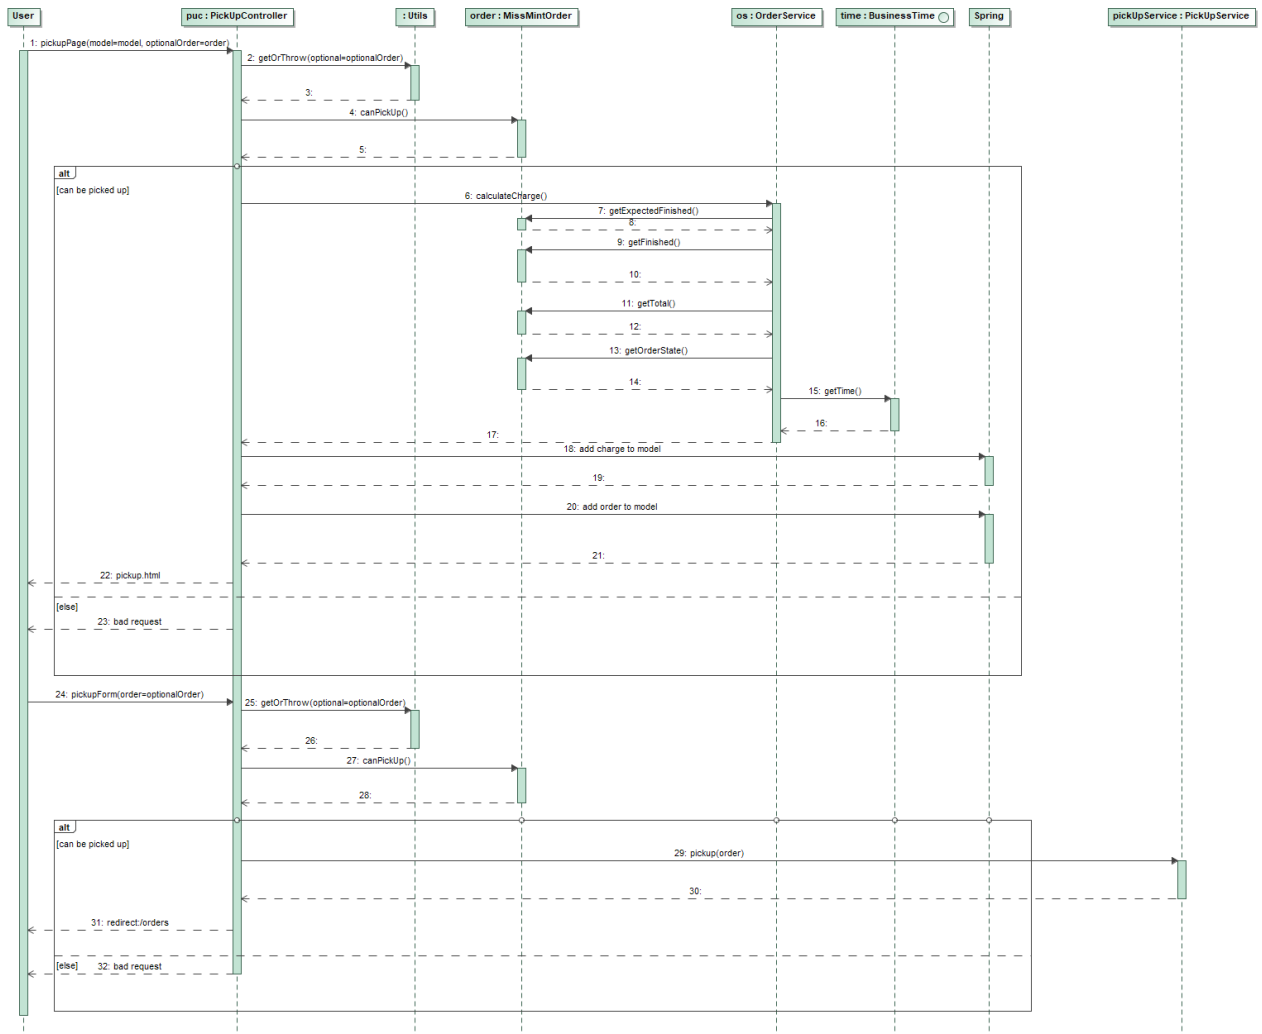 User
puc : PickUpController
: Utils
order : MissMintOrder
os : OrderService
time : BusinessTime
Spring
pickUpService : PickUpService
1: pickupPage(model=model, optionalOrder=order)
2: getOrThrow(optional=optionalOrder)
3:
4: canPickUp()
5:
alt
[can be picked up]
6: calculateCharge()
7: getExpectedFinished()
8:
9: getFinished()
10:
11: getTotal()
12:
13: getOrderState()
14:
15: getTime()
16:
17:
18: add charge to model
19:
20: add order to model
21:
22: pickup.html
[else]
23: bad request
24: pickupForm(order=optionalOrder)
25: getOrThrow(optional=optionalOrder)
26:
27: canPickUp()
28:
alt
[can be picked up]
29: pickup(order)
30:
31: redirect:/orders
[else]
32: bad request